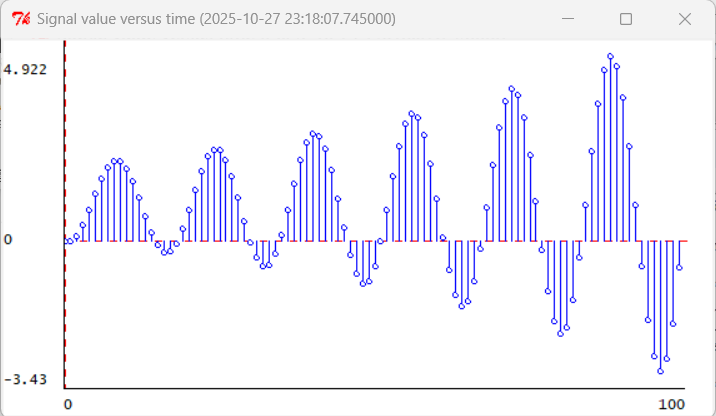 Signal value versus time (2025-10-27 23:18:07.745000)
4.922
0
-3.43
0 100